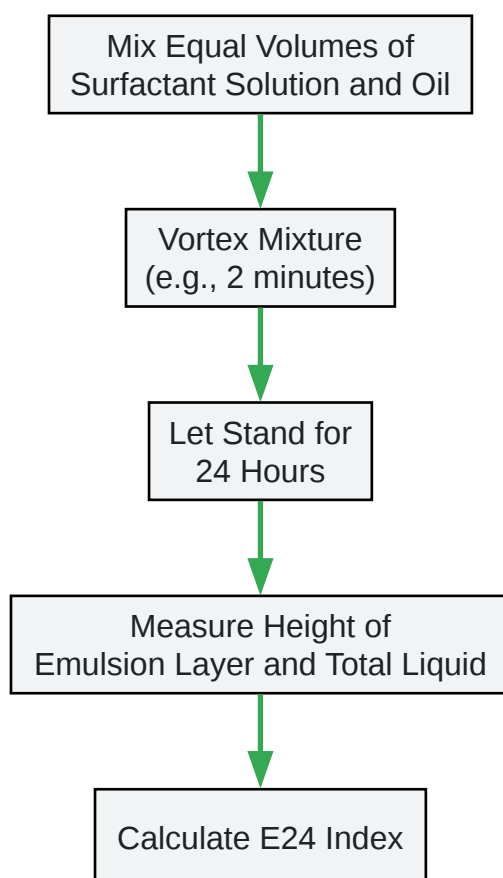 Mix Equal Volumes of
Surfactant Solution and Oil
Vortex Mixture
(e.g., 2 minutes)
Let Stand for
24 Hours
Measure Height of
Emulsion Layer and Total Liquid
Calculate E24 Index